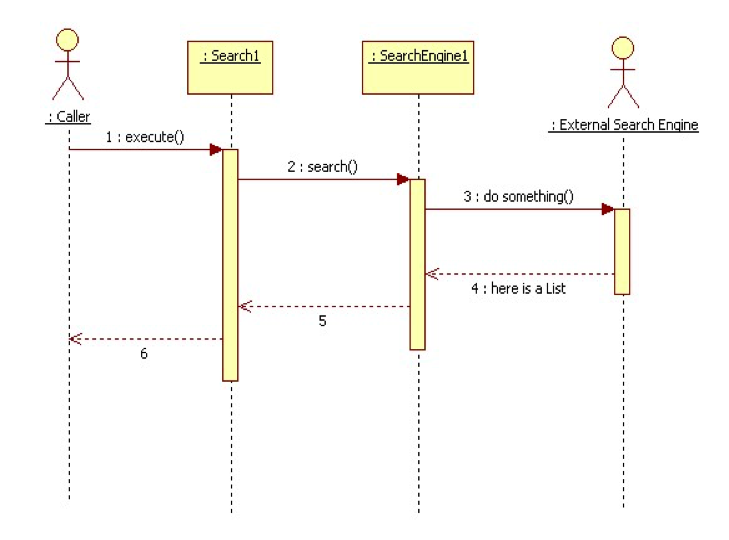 : Search1
: SearchEngine1
: Caller
: External Search Engine
1 : execute()
2 : search()
3 : do something()
4 : here is a List
5
6